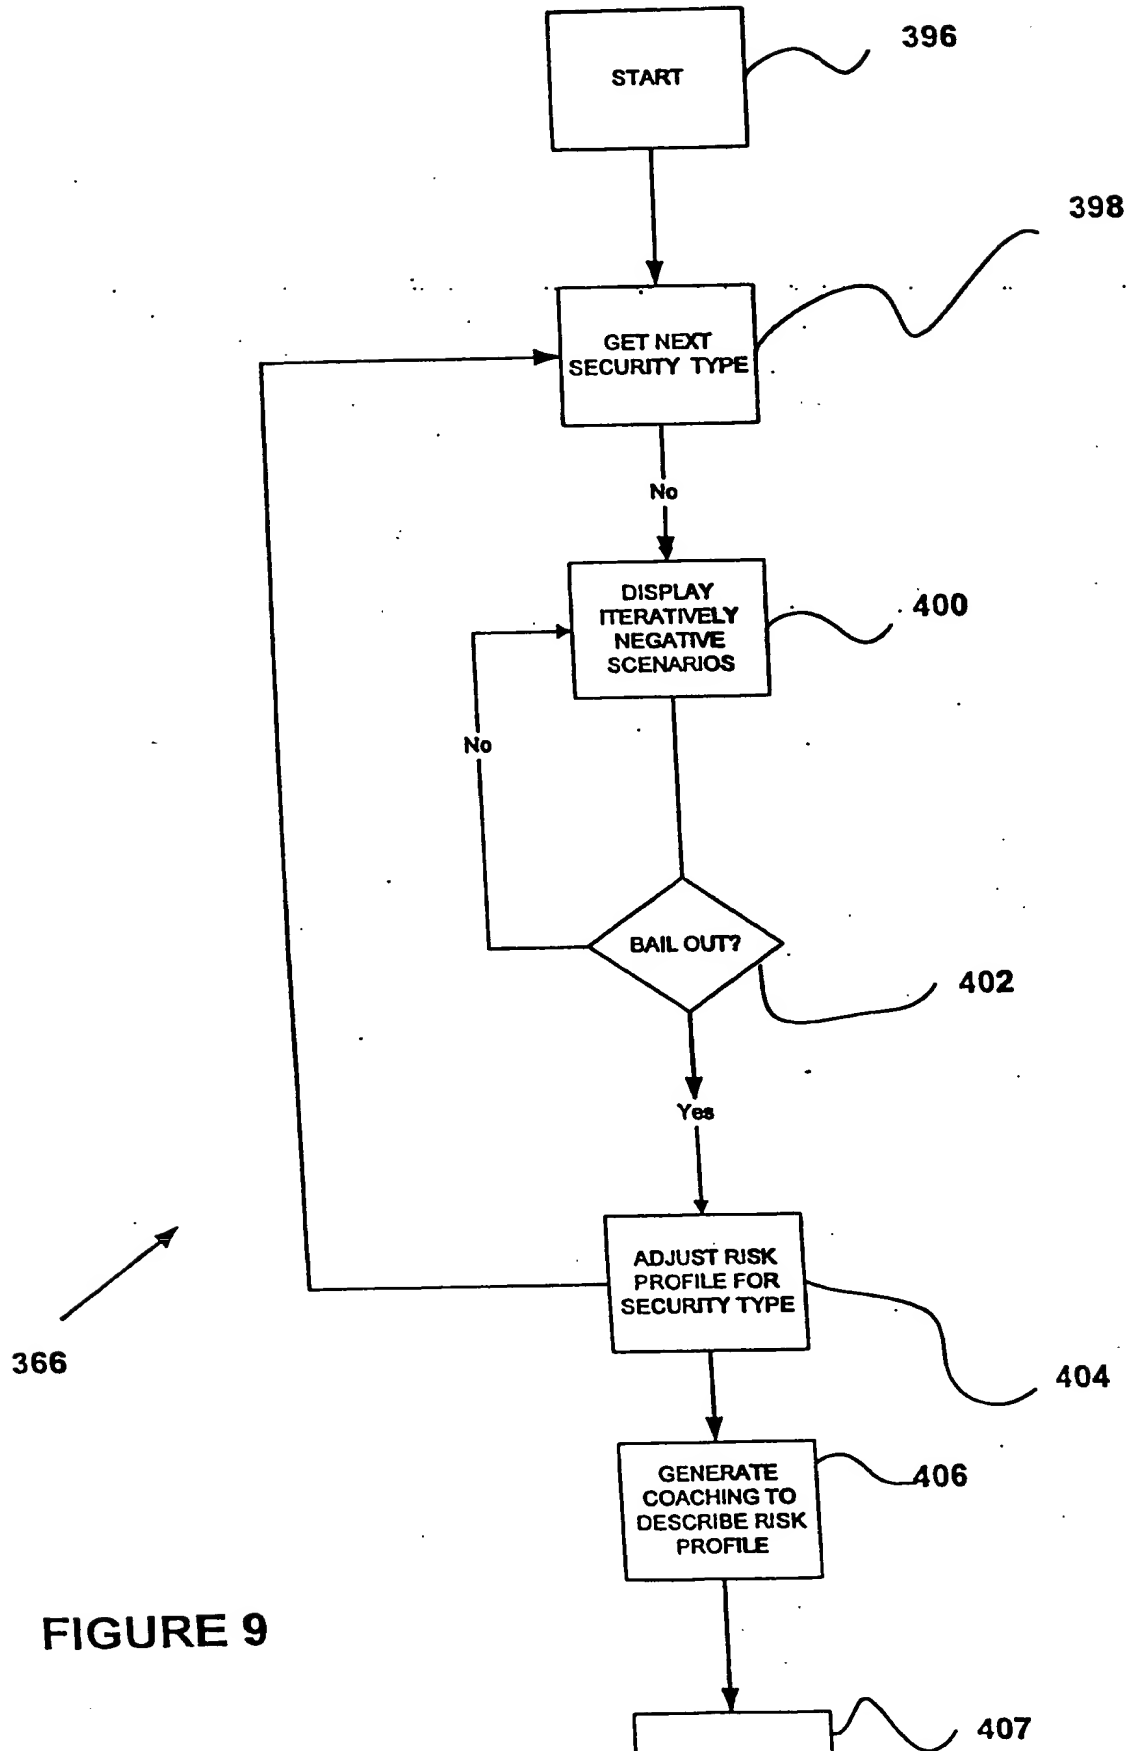 396
START
398
GET NEXT
SECURITY TYPE
No
DISPLAY
ITERATIVELY
NEGATIVE
SCENARIOS
400
No
BAIL OUT?
402
Yes
ADJUST RISK
PROFILE FOR
SECURITY TYPE
366
404
GENERATE
COACHING TO
DESCRIBE RISK
PROFILE
406
FIGURE 9
407